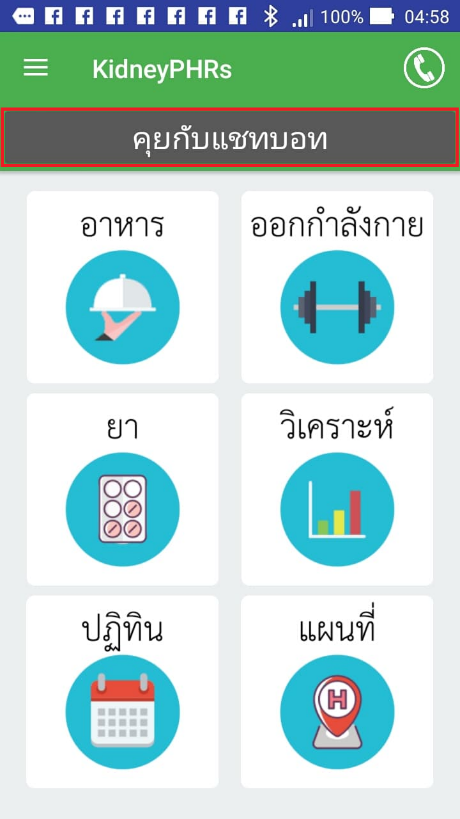 100% 04:58
KidneyPHRs
คุยกับแชทบอท
อาหาร
ออกกำลังกาย
ยา
วิเคราะห์
ปฏิทิน
แผนที่
H